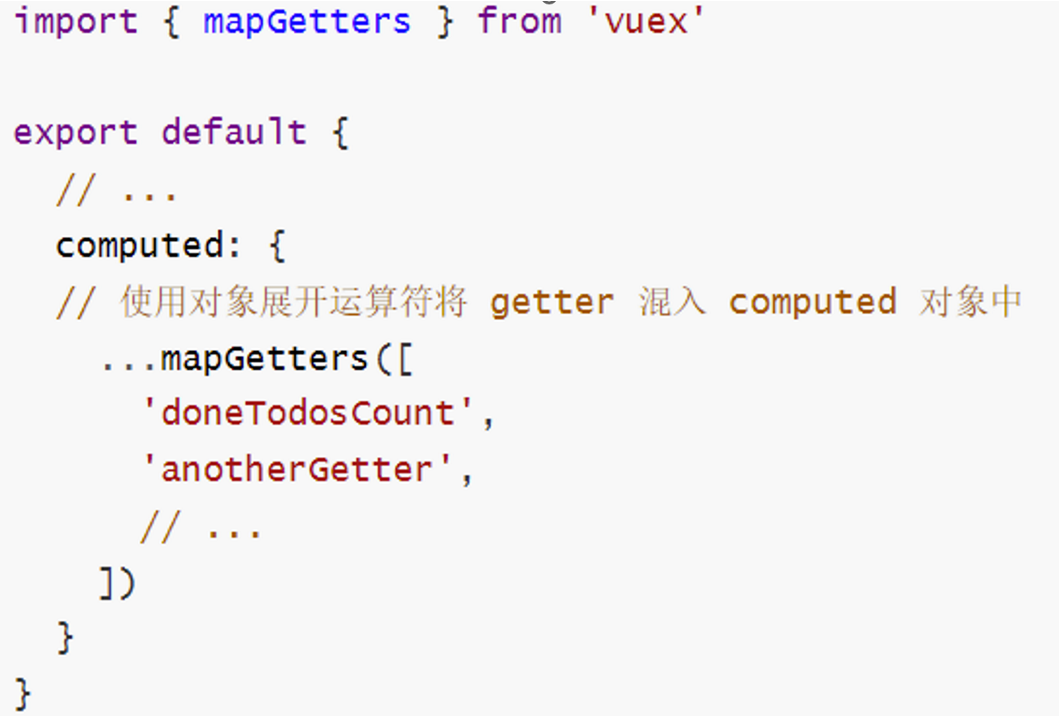 import { mapGetters } from 'vuex'

export default {
  // ...
  computed: {
  // 使用对象展开运算符将 getter 混入 computed 对象中
    ...mapGetters([
      'doneTodosCount',
      'anotherGetter',
      // ...
    ])
  }
}